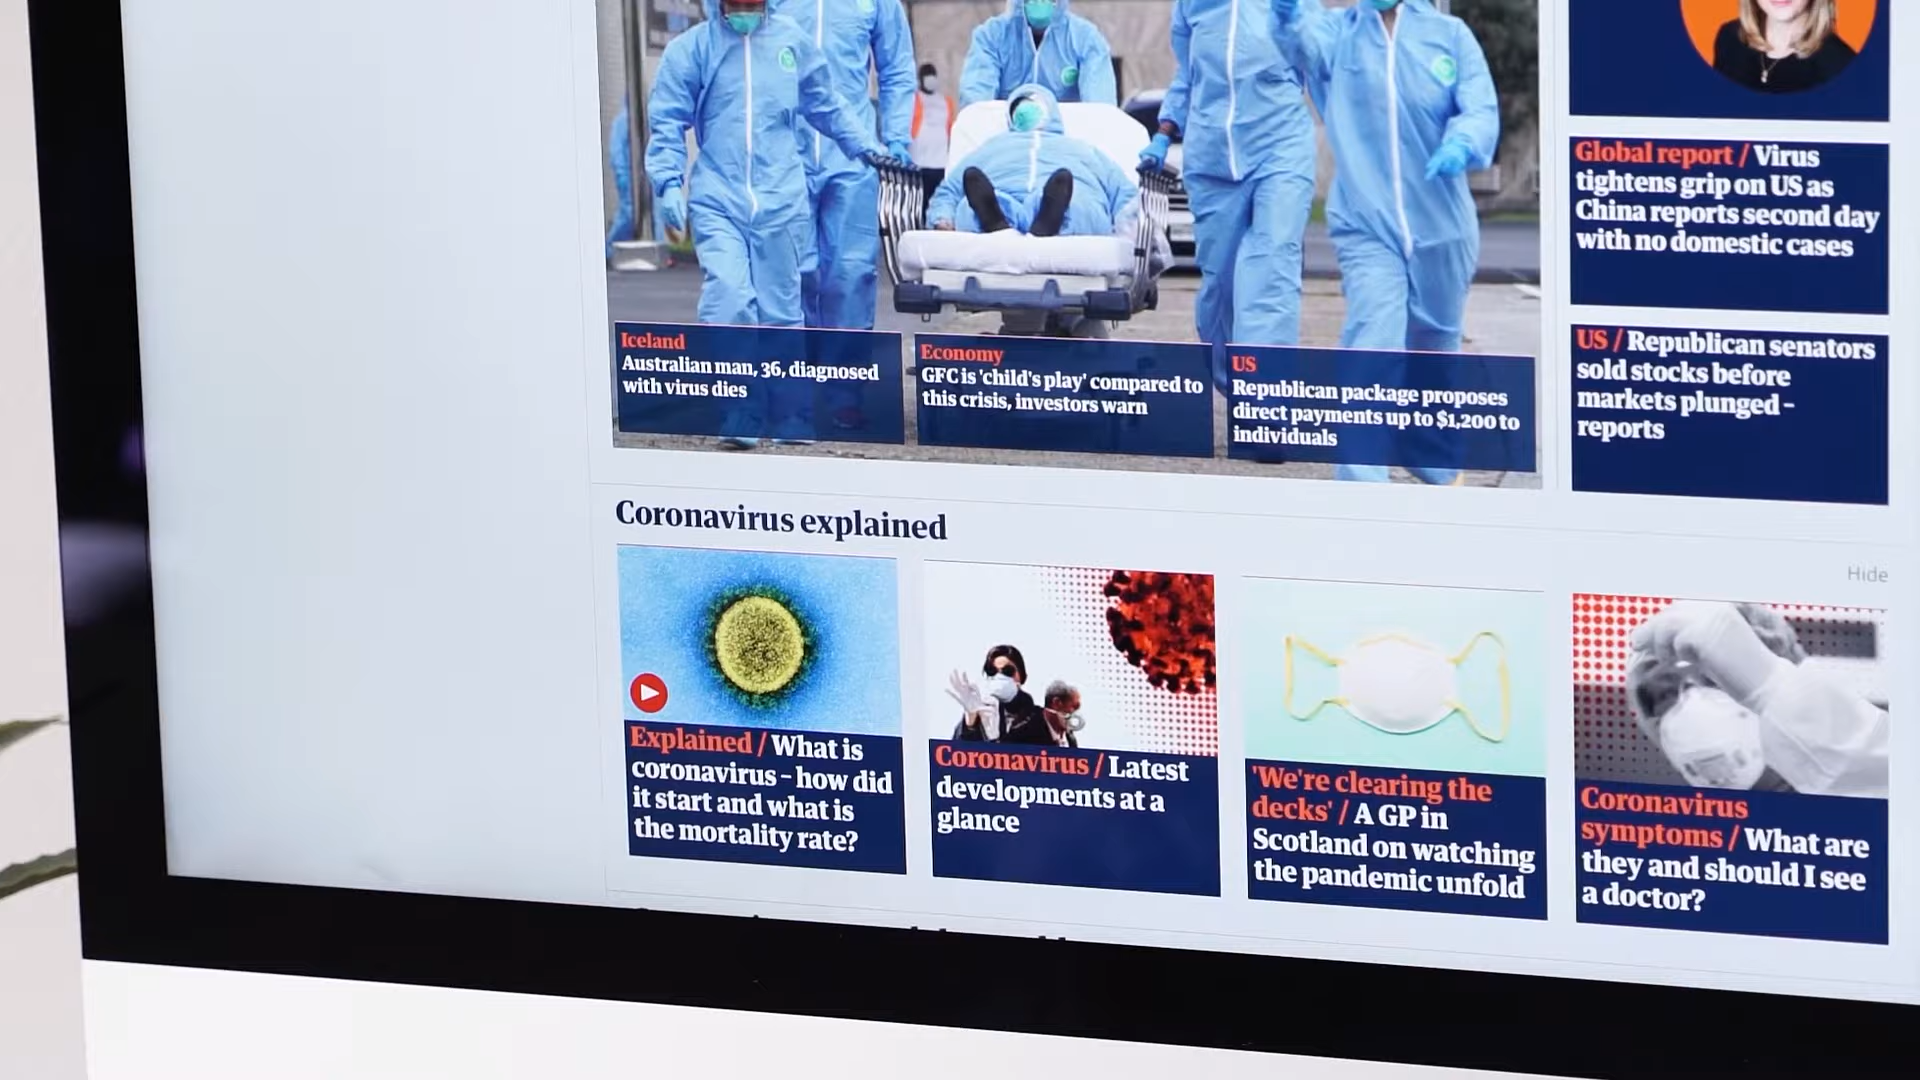 Global report / Virus
tightens grip on US as
China reports second day
with no domestic cases
Iceland
Australian man, 36, diagnosed
with virus dies
Economy
GFC is 'child's play' compared to
this crisis, investors warn
US
Republican package proposes
direct payments up to $1,200 to
individuals
US / Republican senators
sold stocks before
markets plunged –
reports
Coronavirus explained
Hide
Explained / What is
coronavirus – how did
it start and what is
the mortality rate?
Coronavirus / Latest
developments at a
glance
'We're clearing the
decks' / A GP in
Scotland on watching
the pandemic unfold
Coronavirus
symptoms / What are
they and should I see
a doctor?